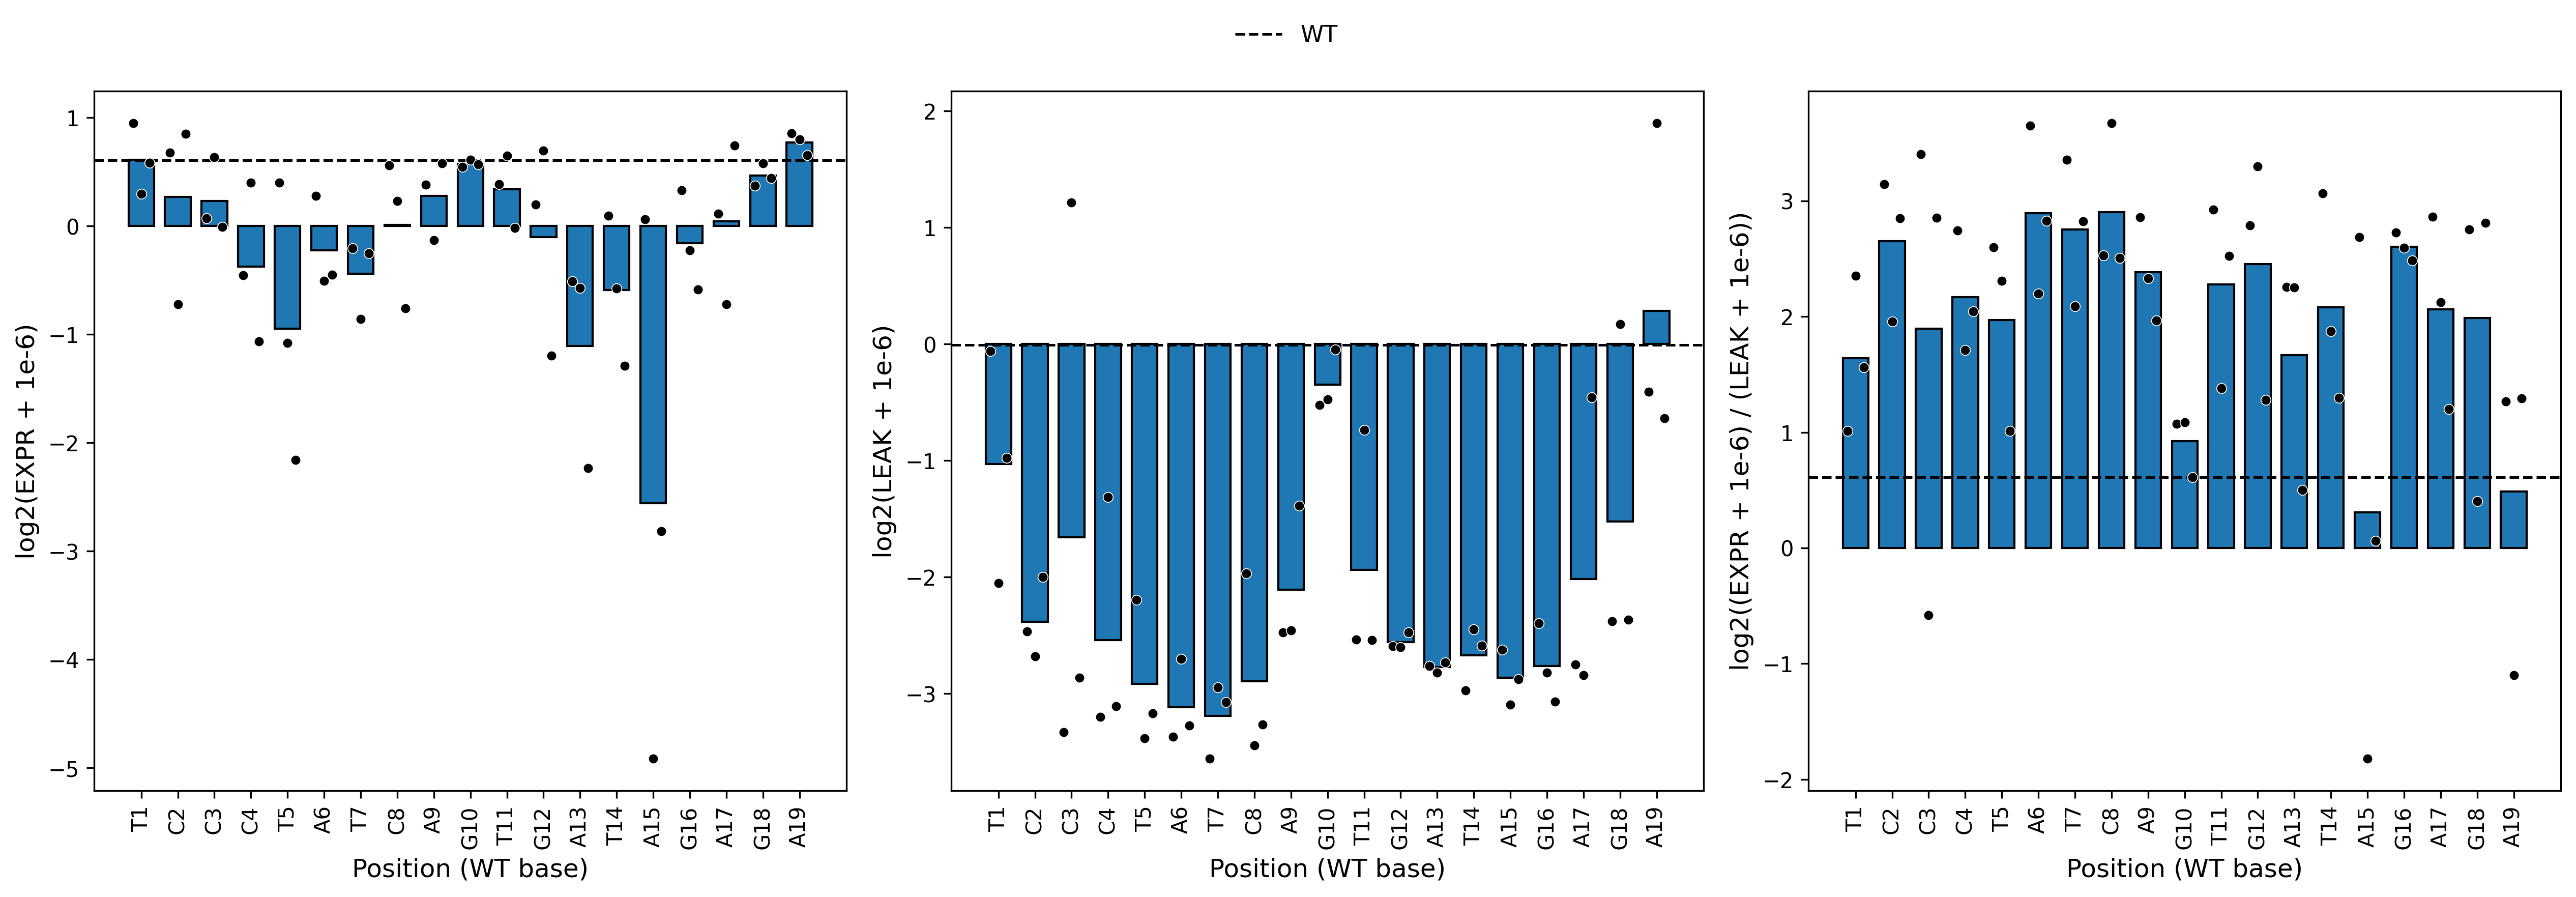 WT
log2(EXPR + 1e-6)
1
0
−1
−2
−3
−4
−5
T1 C2 C3 C4 T5 A6 T7 C8 A9 G10 T11 G12 A13 T14 A15 G16 A17 G18 A19
Position (WT base)
log2(LEAK + 1e-6)
2
1
0
−1
−2
−3
T1 C2 C3 C4 T5 A6 T7 C8 A9 G10 T11 G12 A13 T14 A15 G16 A17 G18 A19
Position (WT base)
log2((EXPR + 1e-6) / (LEAK + 1e-6))
3
2
1
0
−1
−2
T1 C2 C3 C4 T5 A6 T7 C8 A9 G10 T11 G12 A13 T14 A15 G16 A17 G18 A19
Position (WT base)